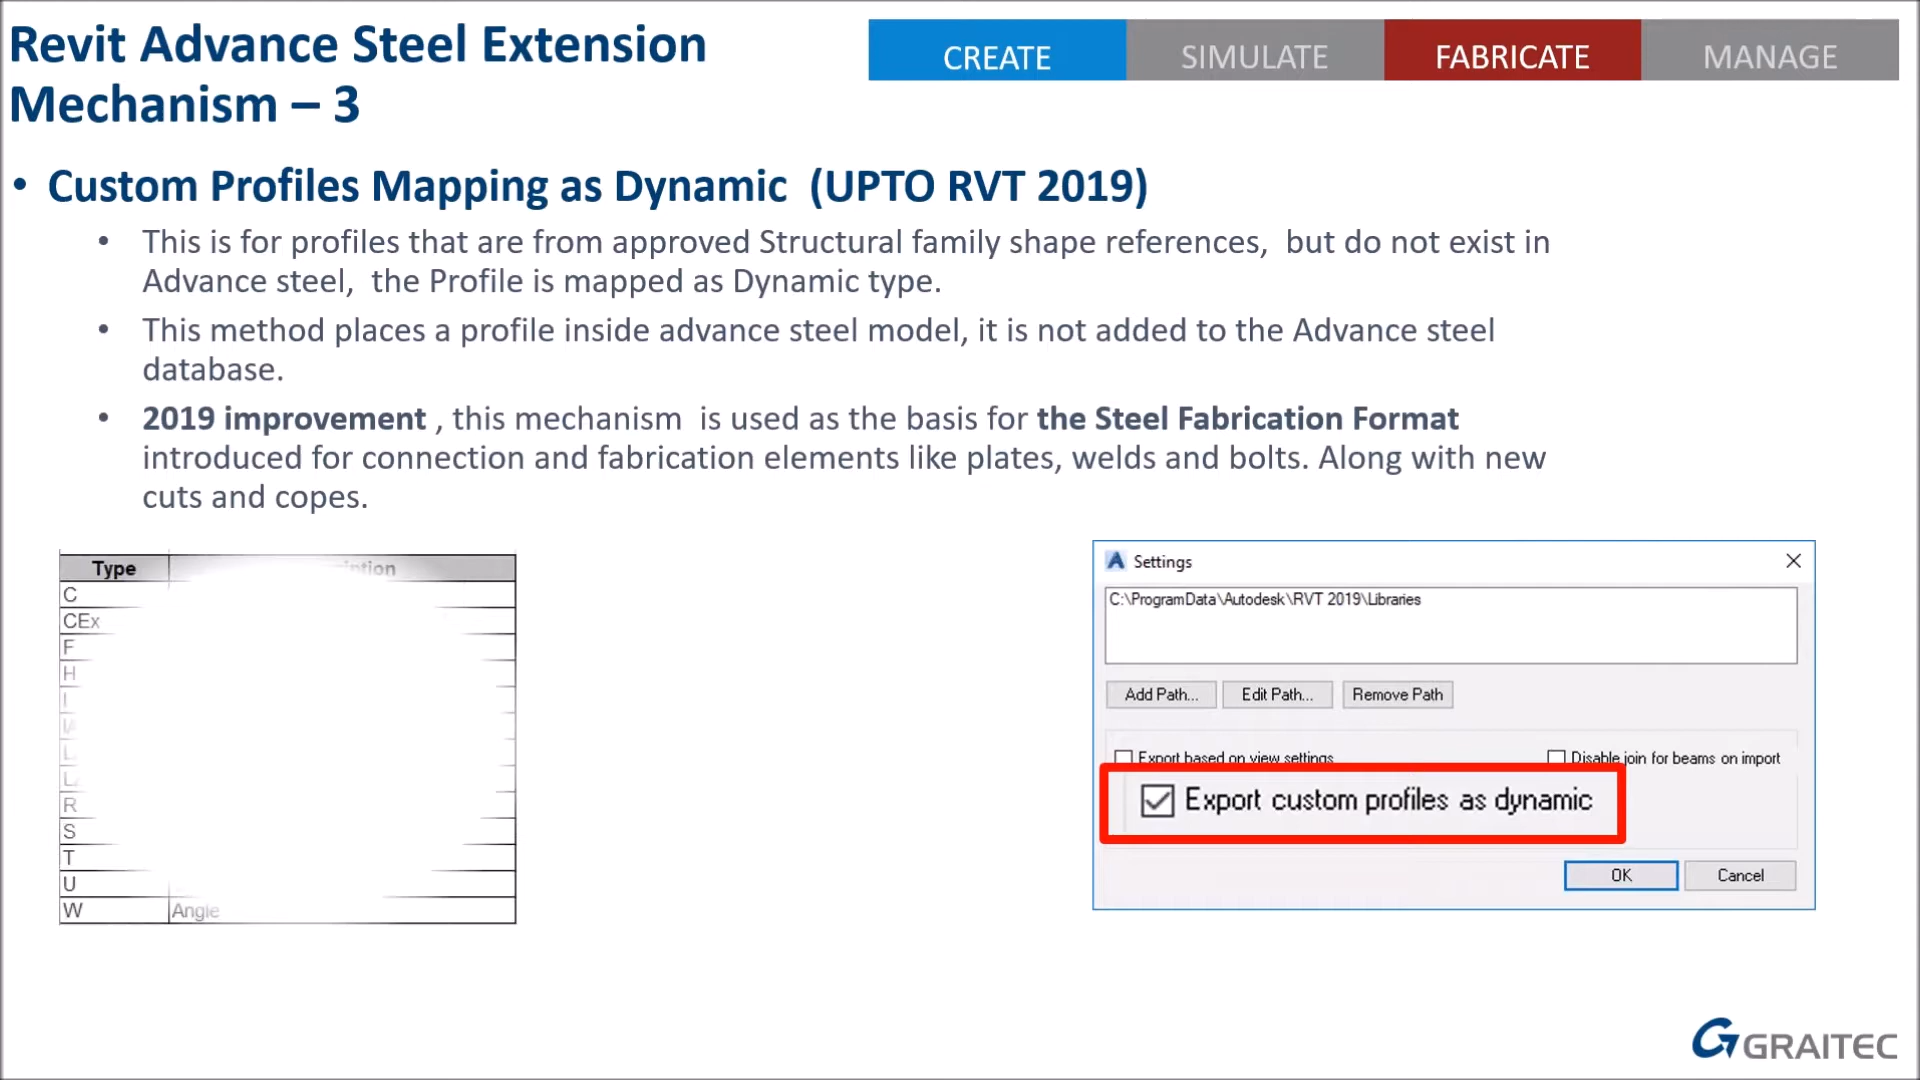 Revit Advance Steel Extension
Mechanism – 3
CREATE
SIMULATE
FABRICATE
MANAGE
• Custom Profiles Mapping as Dynamic (UPTO RVT 2019)
• This is for profiles that are from approved Structural family shape references, but do not exist in
Advance steel, the Profile is mapped as Dynamic type.
• This method places a profile inside advance steel model, it is not added to the Advance steel
database.
• 2019 improvement , this mechanism is used as the basis for the Steel Fabrication Format
introduced for connection and fabrication elements like plates, welds and bolts. Along with new
cuts and copes.
Type
C
CEx
F
H
I
L
L
R
S
T
U
W Angle
Settings
C:\ProgramData\Autodesk\RVT 2019\Libraries
Add Path...
Edit Path...
Remove Path
Export based on view settings
Disable join for beams on import
Export custom profiles as dynamic
OK
Cancel
GRAITEC